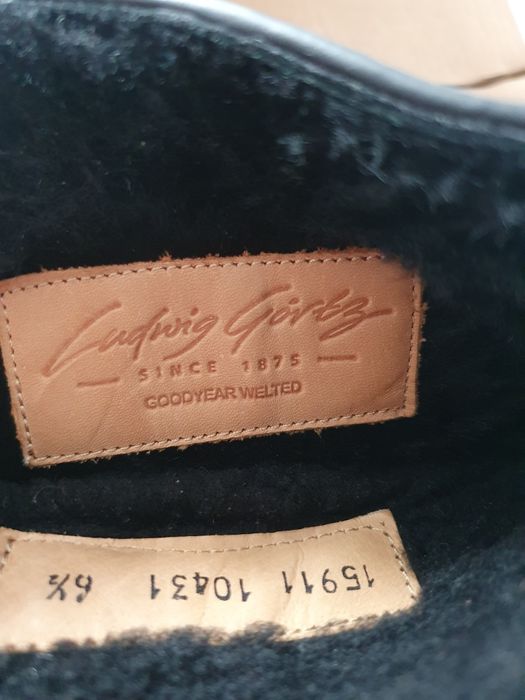 Ludwig Görtz
SINCE 1875
GOODYEAR WELTED
15911 10431 6½